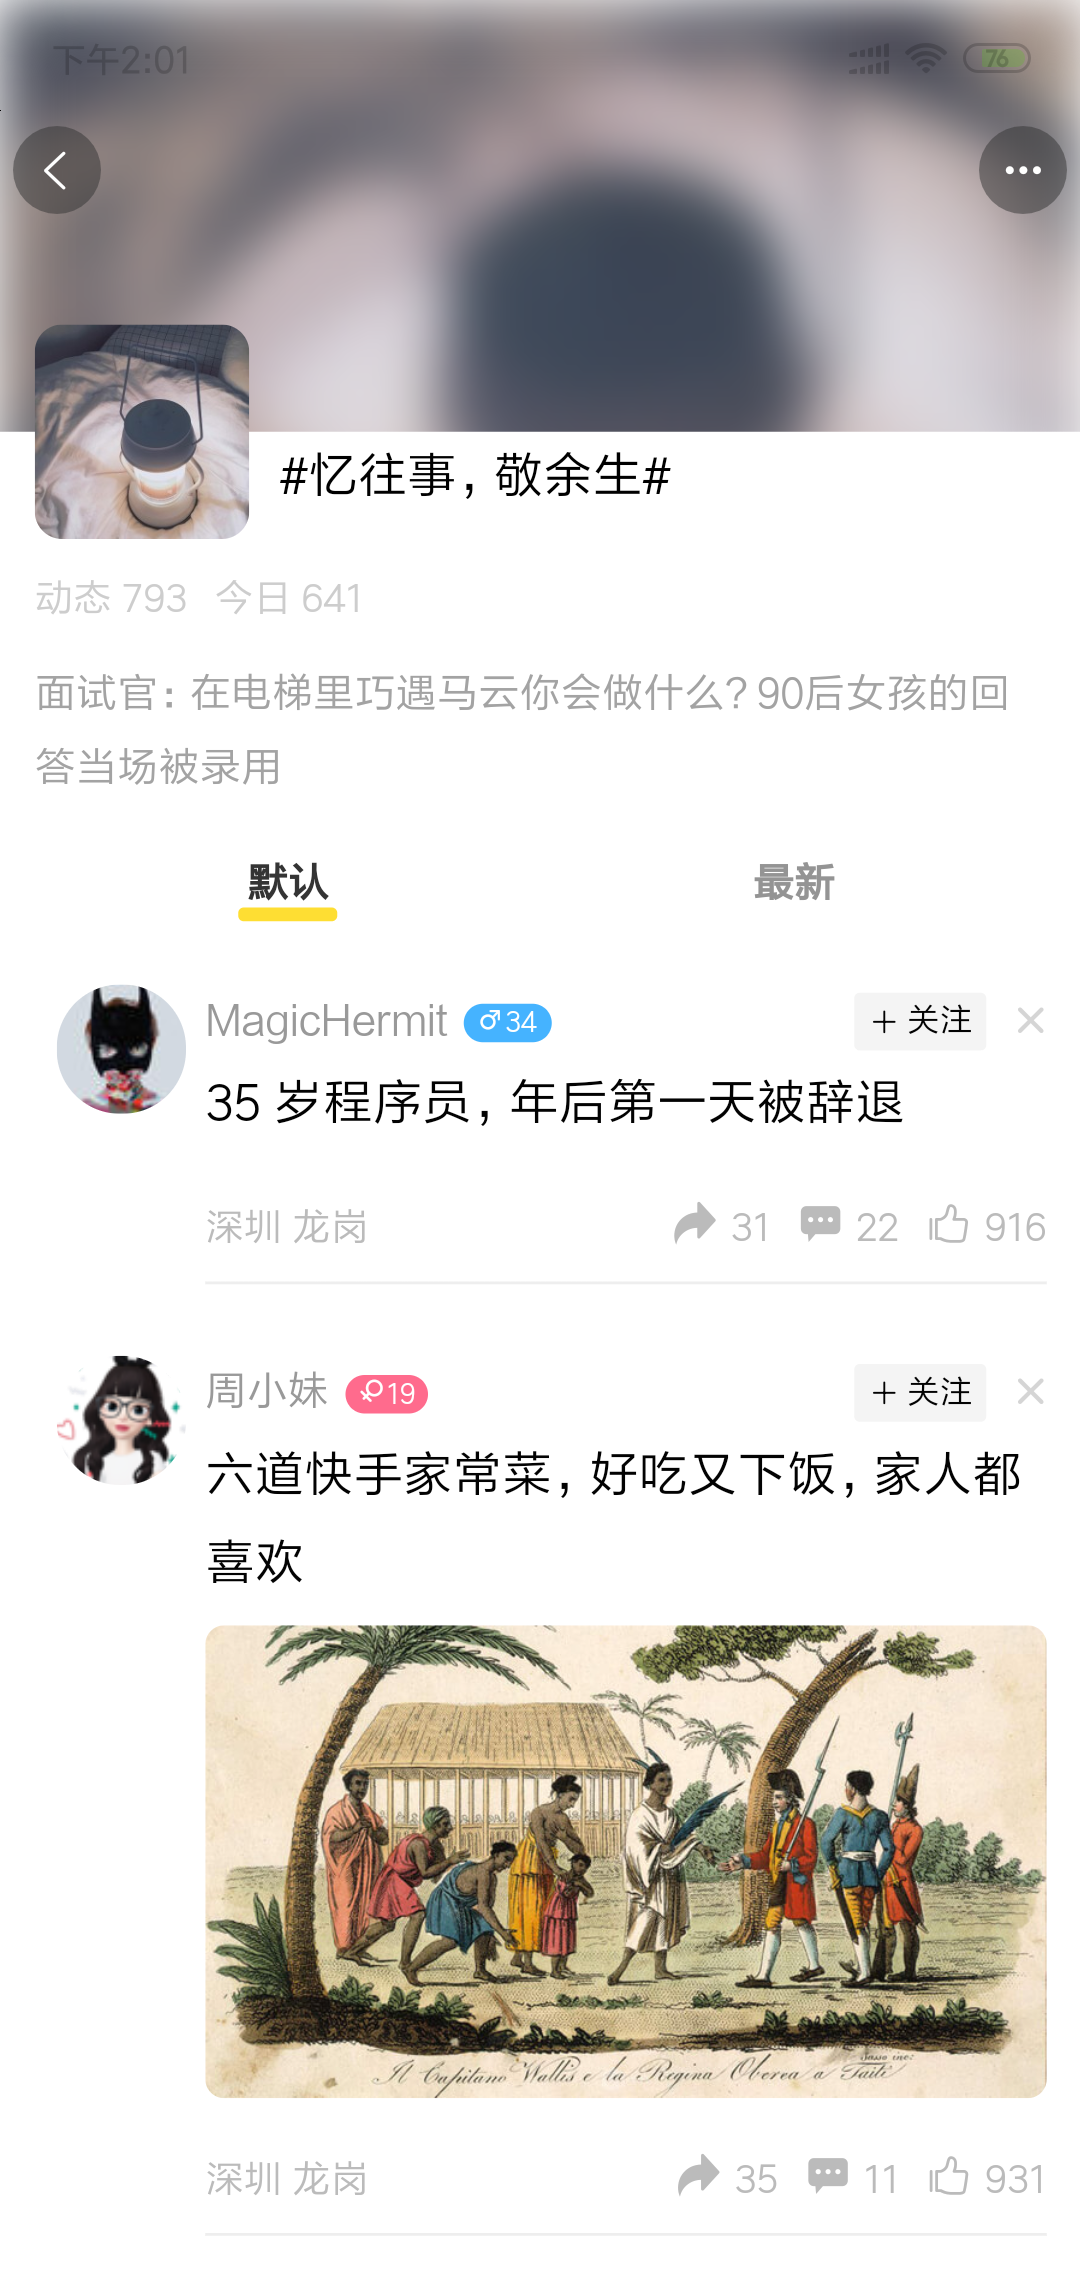 下午2:01
76
#忆往事，敬余生#
动态 793 今日 641
面试官：在电梯里巧遇马云你会做什么？90后女孩的回
答当场被录用
默认 最新
MagicHermit ♂34 + 关注
35 岁程序员，年后第一天被辞退
深圳 龙岗 31 22 916
周小妹 ♀19 + 关注
六道快手家常菜，好吃又下饭，家人都
喜欢
Sasso inc:
Il Capitano Wallis e la Regina Oberea a Taiti
深圳 龙岗 35 11 931